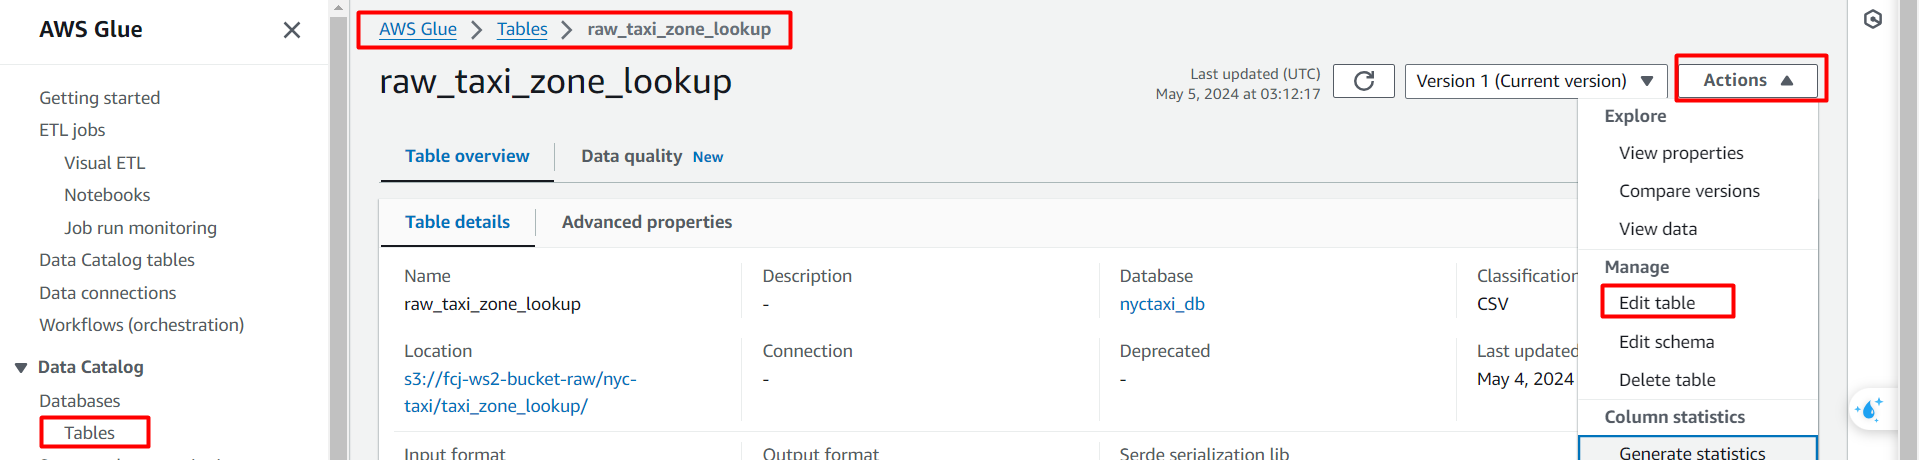 AWS Glue
Getting started
ETL jobs
Visual ETL
Notebooks
Job run monitoring
Data Catalog tables
Data connections
Workflows (orchestration)
Data Catalog
Databases
Tables
AWS Glue > Tables > raw_taxi_zone_lookup
raw_taxi_zone_lookup
Last updated (UTC)
May 5, 2024 at 03:12:17
Version 1 (Current version)
Actions
Table overview
Data quality New
Table details
Advanced properties
Name
raw_taxi_zone_lookup
Description
-
Database
nyctaxi_db
Classification
CSV
Location
s3://fcj-ws2-bucket-raw/nyc-
taxi/taxi_zone_lookup/
Connection
-
Deprecated
-
Last updated
May 4, 2024
Input format
Output format
Serde serialization lib
Explore
View properties
Compare versions
View data
Manage
Edit table
Edit schema
Delete table
Column statistics
Generate statistics